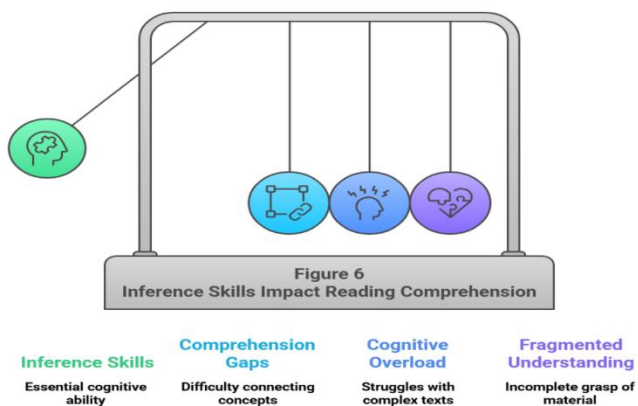 Figure 6
Inference Skills Impact Reading Comprehension
Inference Skills
Essential cognitive
ability
Comprehension
Gaps
Difficulty connecting
concepts
Cognitive
Overload
Struggles with
complex texts
Fragmented
Understanding
Incomplete grasp of
material